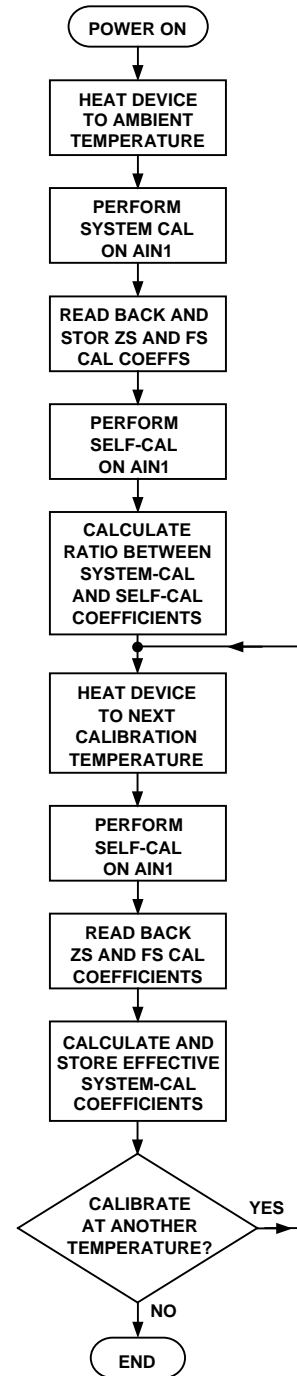 POWER ON
HEAT DEVICE
TO AMBIENT
TEMPERATURE
PERFORM
SYSTEM CAL
ON AIN1
READ BACK AND
STOR ZS AND FS
CAL COEFFS
PERFORM
SELF-CAL
ON AIN1
CALCULATE
RATIO BETWEEN
SYSTEM-CAL
AND SELF-CAL
COEFFICIENTS
HEAT DEVICE
TO NEXT
CALIBRATION
TEMPERATURE
PERFORM
SELF-CAL
ON AIN1
READ BACK
ZS AND FS CAL
COEFFICIENTS
CALCULATE AND
STORE EFFECTIVE
SYSTEM-CAL
COEFFICIENTS
CALIBRATE
AT ANOTHER
TEMPERATURE?
YES
NO
END